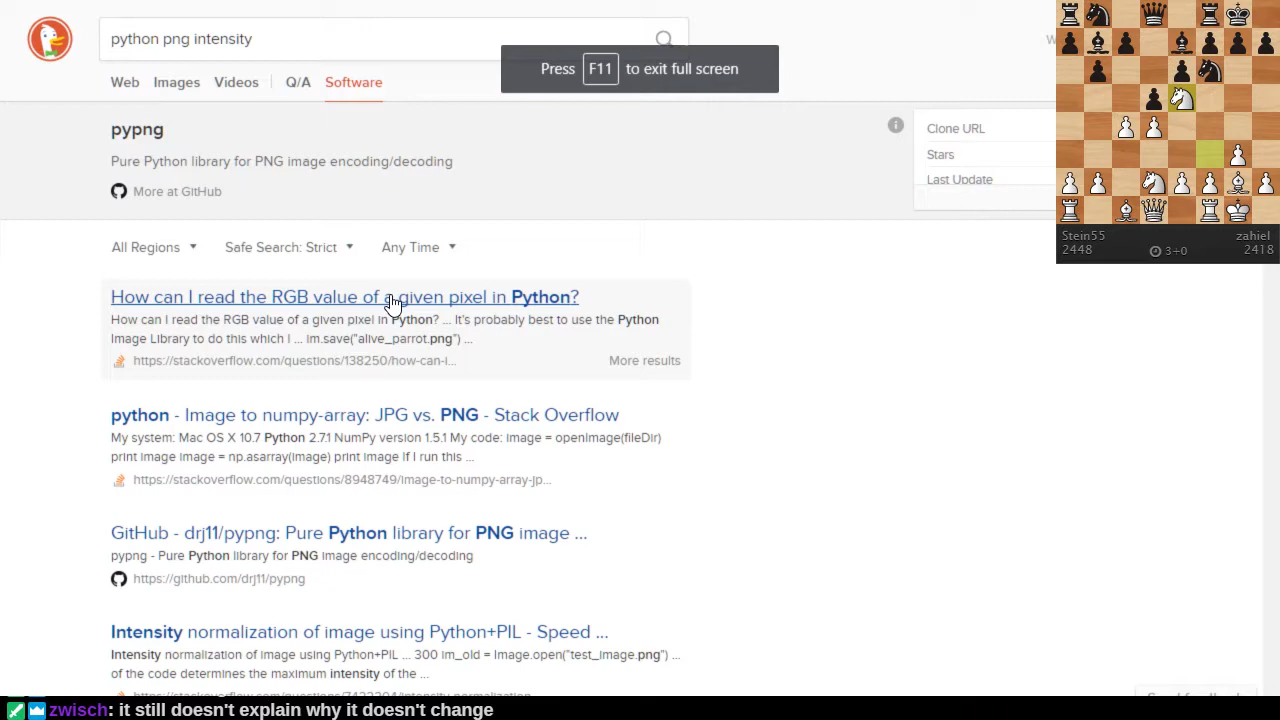 python png intensity
W
Press F11 to exit full screen
Web Images Videos Q/A Software
pypng
Pure Python library for PNG image encoding/decoding
More at GitHub
Clone URL
Stars
Last Update
Stein55
2448
3+0
zahiel
2418
All Regions Safe Search: Strict Any Time
How can I read the RGB value of a given pixel in Python?
How can I read the RGB value of a given pixel in Python? ... It's probably best to use the Python
Image Library to do this which I ... im.save("alive_parrot.png") ...
https://stackoverflow.com/questions/138250/how-can-i...
More results
python - Image to numpy-array: JPG vs. PNG - Stack Overflow
My system: Mac OS X 10.7 Python 2.7.1 NumPy version 1.5.1 My code: image = openImage(fileDir)
print image image = np.asarray(image) print image If I run this ...
https://stackoverflow.com/questions/8948749/image-to-numpy-array-jp...
GitHub - drj11/pypng: Pure Python library for PNG image ...
pypng - Pure Python library for PNG image encoding/decoding
https://github.com/drj11/pypng
Intensity normalization of image using Python+PIL - Speed ...
Intensity normalization of image using Python+PIL ... 300 im_old = Image.open("test_image.png") ...
of the code determines the maximum intensity of the ...
zwisch: it still doesn't explain why it doesn't change